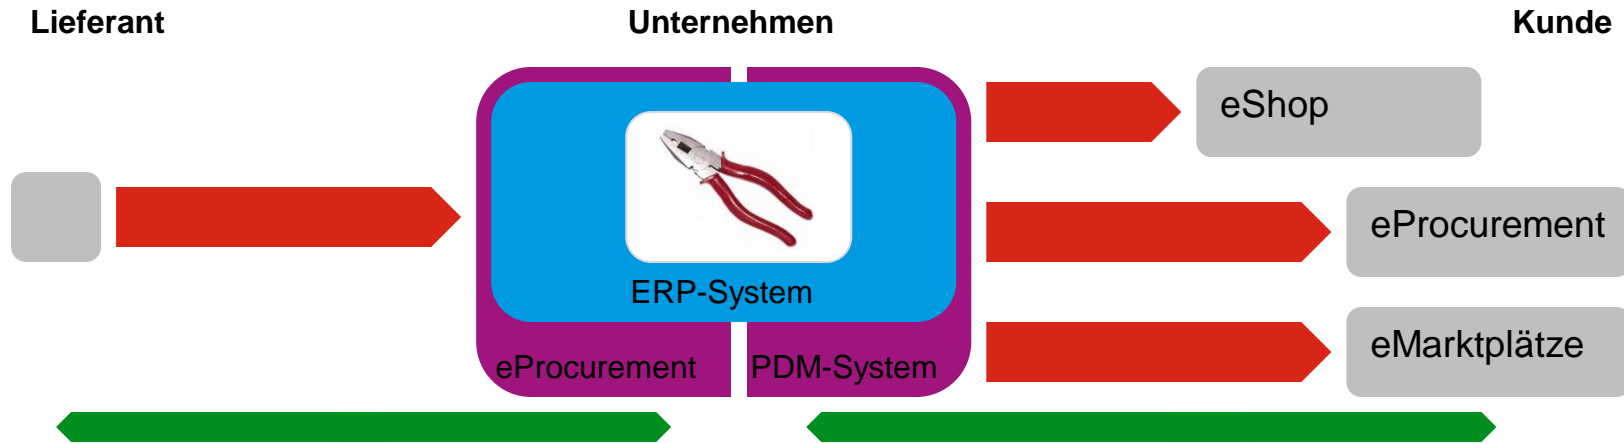 Lieferant
Unternehmen
Kunde
eShop
eProcurement
ERP-System
eMarktplätze
eProcurement
PDM-System